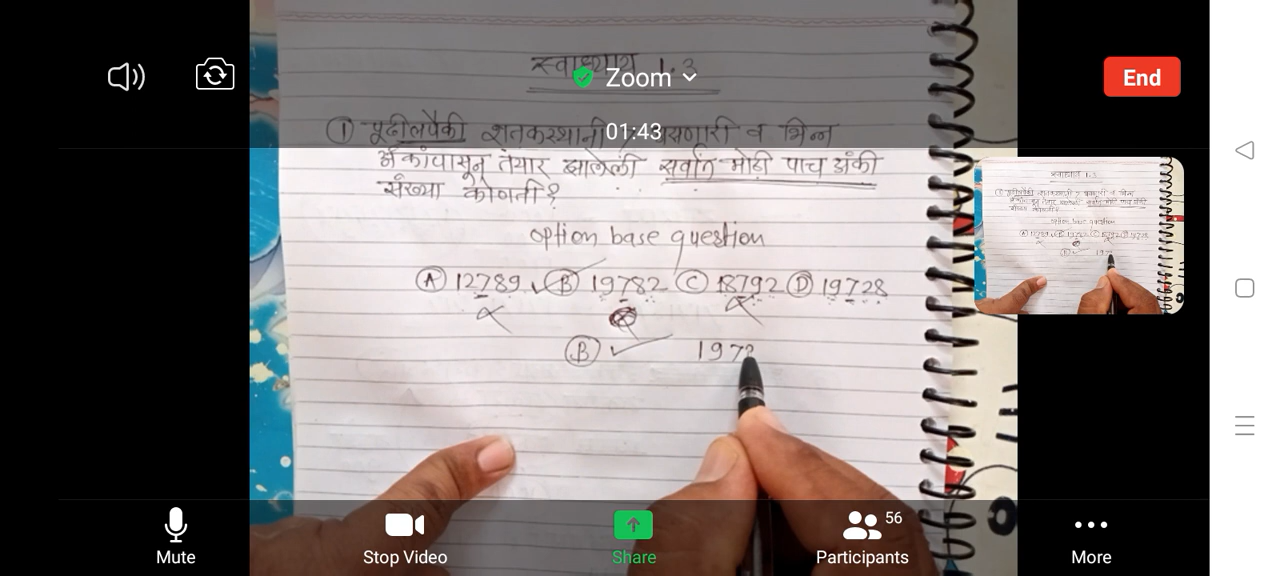 स्वाध्याय 1.3
Zoom
End
01:43
① पूढीलपैकी शतकस्थानी 7 असणारी व भिन्न
अंकांपासून तयार झालेली सर्वात मोठी पाच अंकी
संख्या कोणती?
option base question
Ⓐ 12789 Ⓑ 19782 Ⓒ 18792 Ⓓ 19728
Ⓑ 197
Mute
Stop Video
Share
56
Participants
More